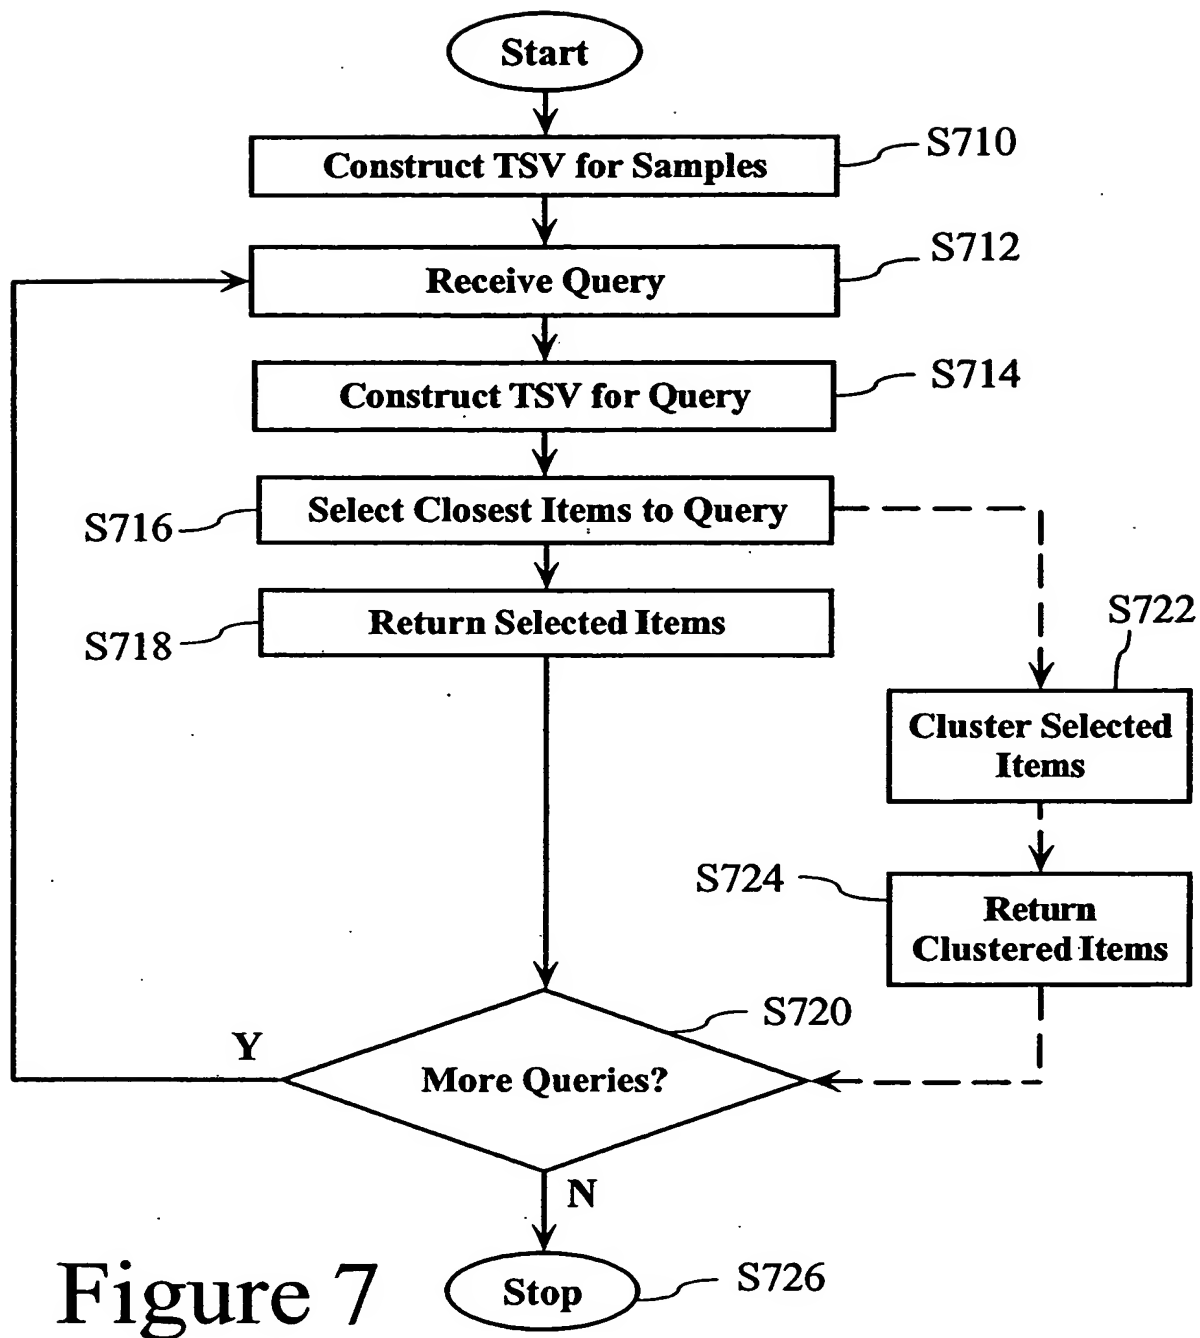 Start
S710
Construct TSV for Samples
S712
Receive Query
S714
Construct TSV for Query
Select Closest Items to Query
S716
Return Selected Items
S718
S722
Cluster Selected
Items
S724
Return
Clustered Items
S720
Y
More Queries?
N
Stop
S726
Figure 7